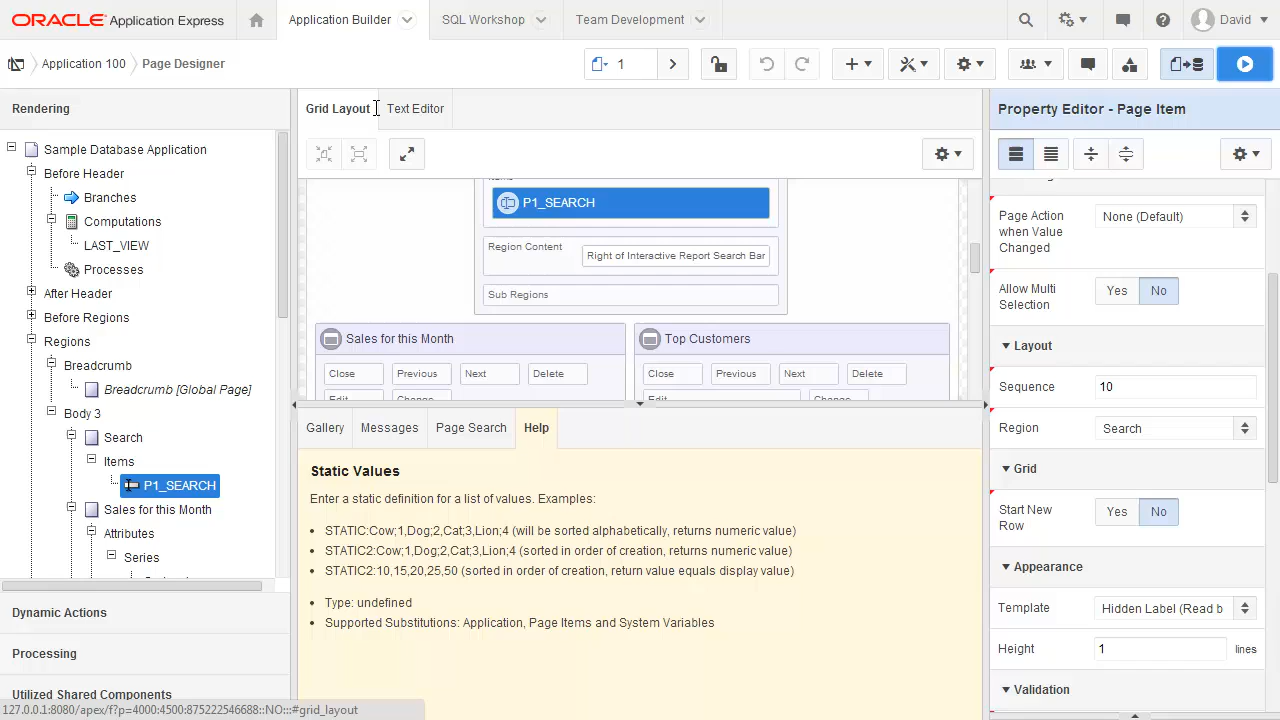 ORACLE Application Express
Application Builder
SQL Workshop
Team Development
David
Application 100
Page Designer
1
Rendering
Sample Database Application
Before Header
Branches
Computations
LAST_VIEW
Processes
After Header
Before Regions
Regions
Breadcrumb
Breadcrumb [Global Page]
Body 3
Search
Items
P1_SEARCH
Sales for this Month
Attributes
Series
Dynamic Actions
Processing
Utilized Shared Components
127.0.0.1:8080/apex/f?p=4000:4500:875222546688::NO:::#grid_layout
Grid Layout
Text Editor
P1_SEARCH
Region Content
Right of Interactive Report Search Bar
Sub Regions
Sales for this Month
Close Previous Next Delete
Edit Change
Top Customers
Close Previous Next Delete
Edit Change
Gallery
Messages
Page Search
Help
Static Values
Enter a static definition for a list of values. Examples:
• STATIC:Cow;1,Dog;2,Cat;3,Lion;4 (will be sorted alphabetically, returns numeric value)
• STATIC2:Cow;1,Dog;2,Cat;3,Lion;4 (sorted in order of creation, returns numeric value)
• STATIC2:10,15,20,25,50 (sorted in order of creation, return value equals display value)
• Type: undefined
• Supported Substitutions: Application, Page Items and System Variables
Property Editor - Page Item
Page Action
when Value
Changed
None (Default)
Allow Multi
Selection
Yes No
Layout
Sequence
10
Region
Search
Grid
Start New
Row
Yes No
Appearance
Template
Hidden Label (Read b
Height
1 lines
Validation